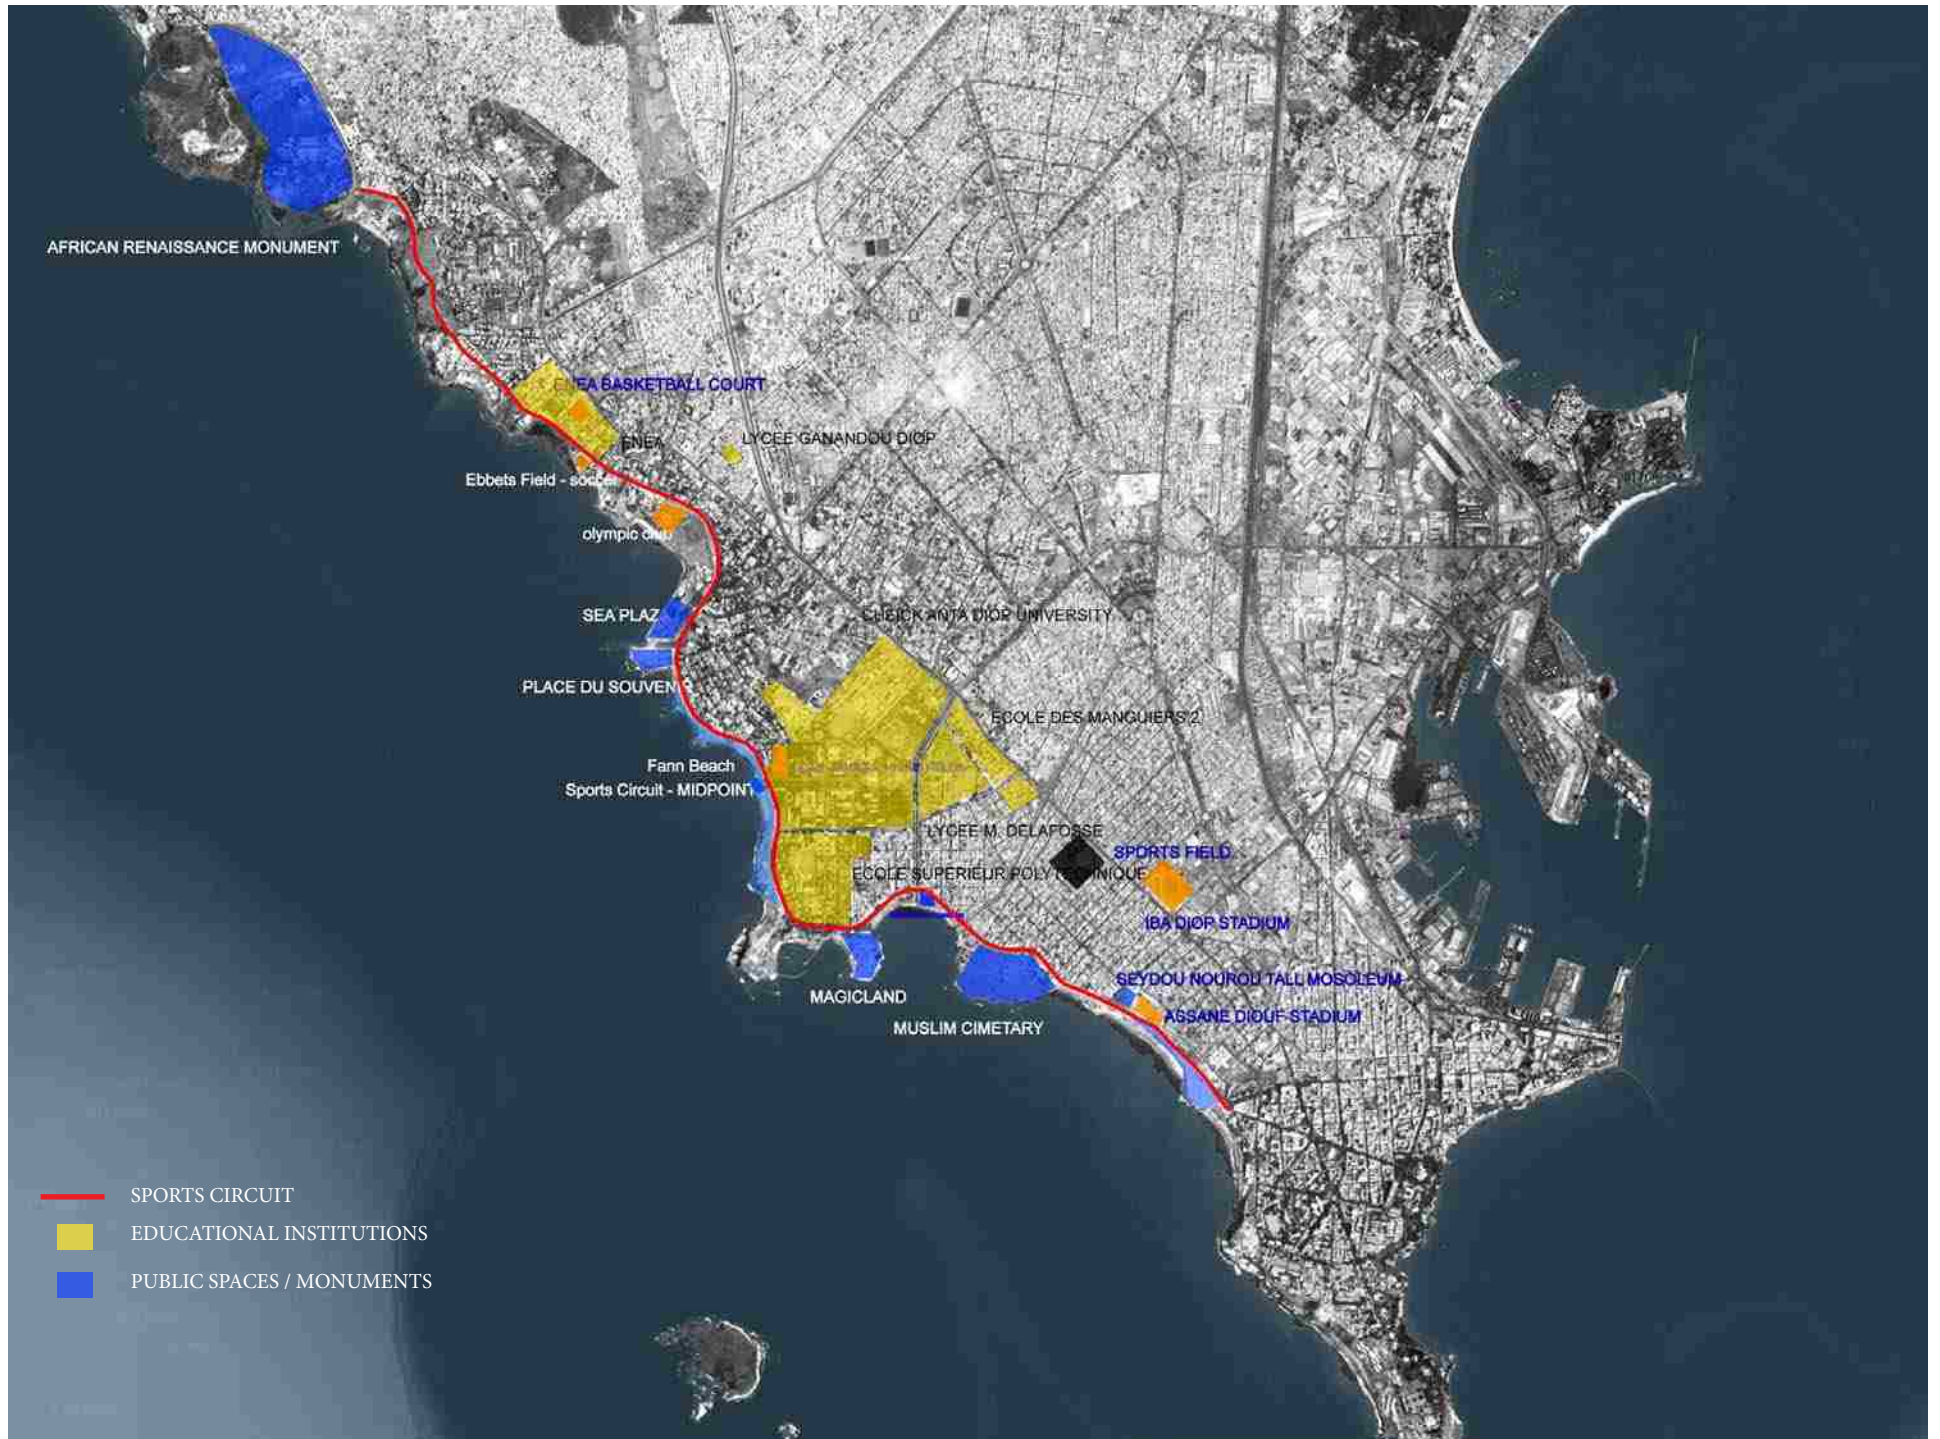 AFRICAN RENAISSANCE MONUMENT
ENEA BASKETBALL COURT
ENEA
LYCEE GANANDOU DIOP
Ebbets Field - soccer
olympic club
SEA PLAZ
CHEICK ANTA DIOP UNIVERSITY
PLACE DU SOUVENIR
ECOLE DES MANGUIERS 2
Fann Beach
Sports Circuit - MIDPOINT
LYCEE M. DELAFOSSE
SPORTS FIELD
ECOLE SUPERIEUR POLYTECHNIQUE
IBA DIOP STADIUM
SEYDOU NOUROU TALL MOSOLEUM
MAGICLAND
ASSANE DIOUF STADIUM
MUSLIM CIMETARY
SPORTS CIRCUIT
EDUCATIONAL INSTITUTIONS
PUBLIC SPACES / MONUMENTS